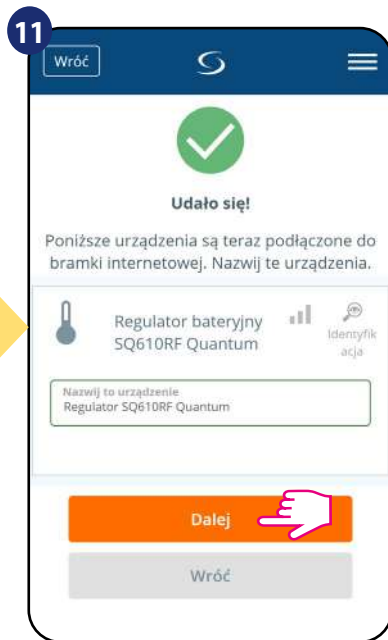 11
Wróć
Udało się!
Poniższe urządzenia są teraz podłączone do
bramki internetowej. Nazwij te urządzenia.
Regulator bateryjny
SQ610RF Quantum
Identyfik
acja
Nazwij to urządzenie
Regulator SQ610RF Quantum
Dalej
Wróć